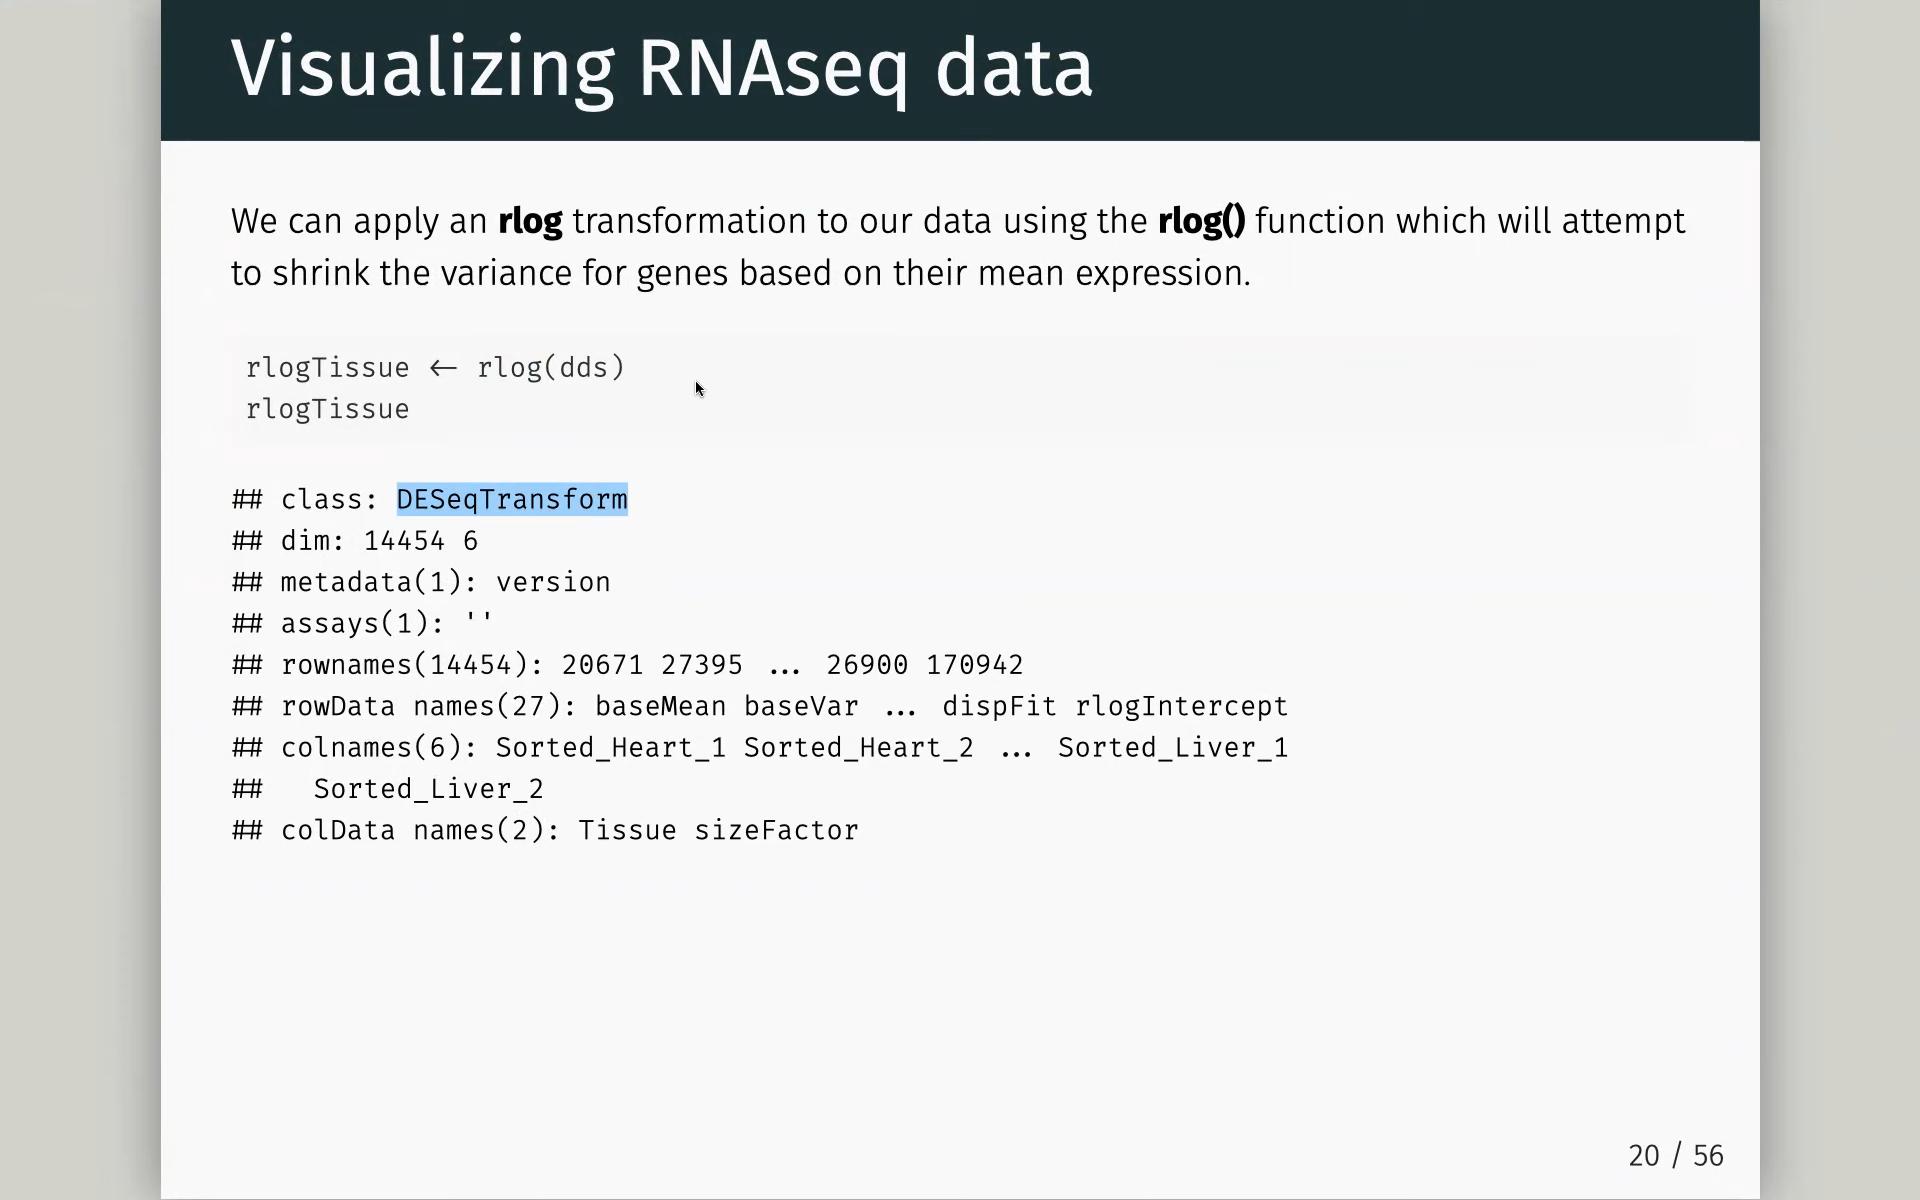 Visualizing RNAseq data
We can apply an rlog transformation to our data using the rlog() function which will attempt
to shrink the variance for genes based on their mean expression.
rlogTissue <- rlog(dds)
rlogTissue
## class: DESeqTransform
## dim: 14454 6
## metadata(1): version
## assays(1): ''
## rownames(14454): 20671 27395 ... 26900 170942
## rowData names(27): baseMean baseVar ... dispFit rlogIntercept
## colnames(6): Sorted_Heart_1 Sorted_Heart_2 ... Sorted_Liver_1
##   Sorted_Liver_2
## colData names(2): Tissue sizeFactor
20 / 56